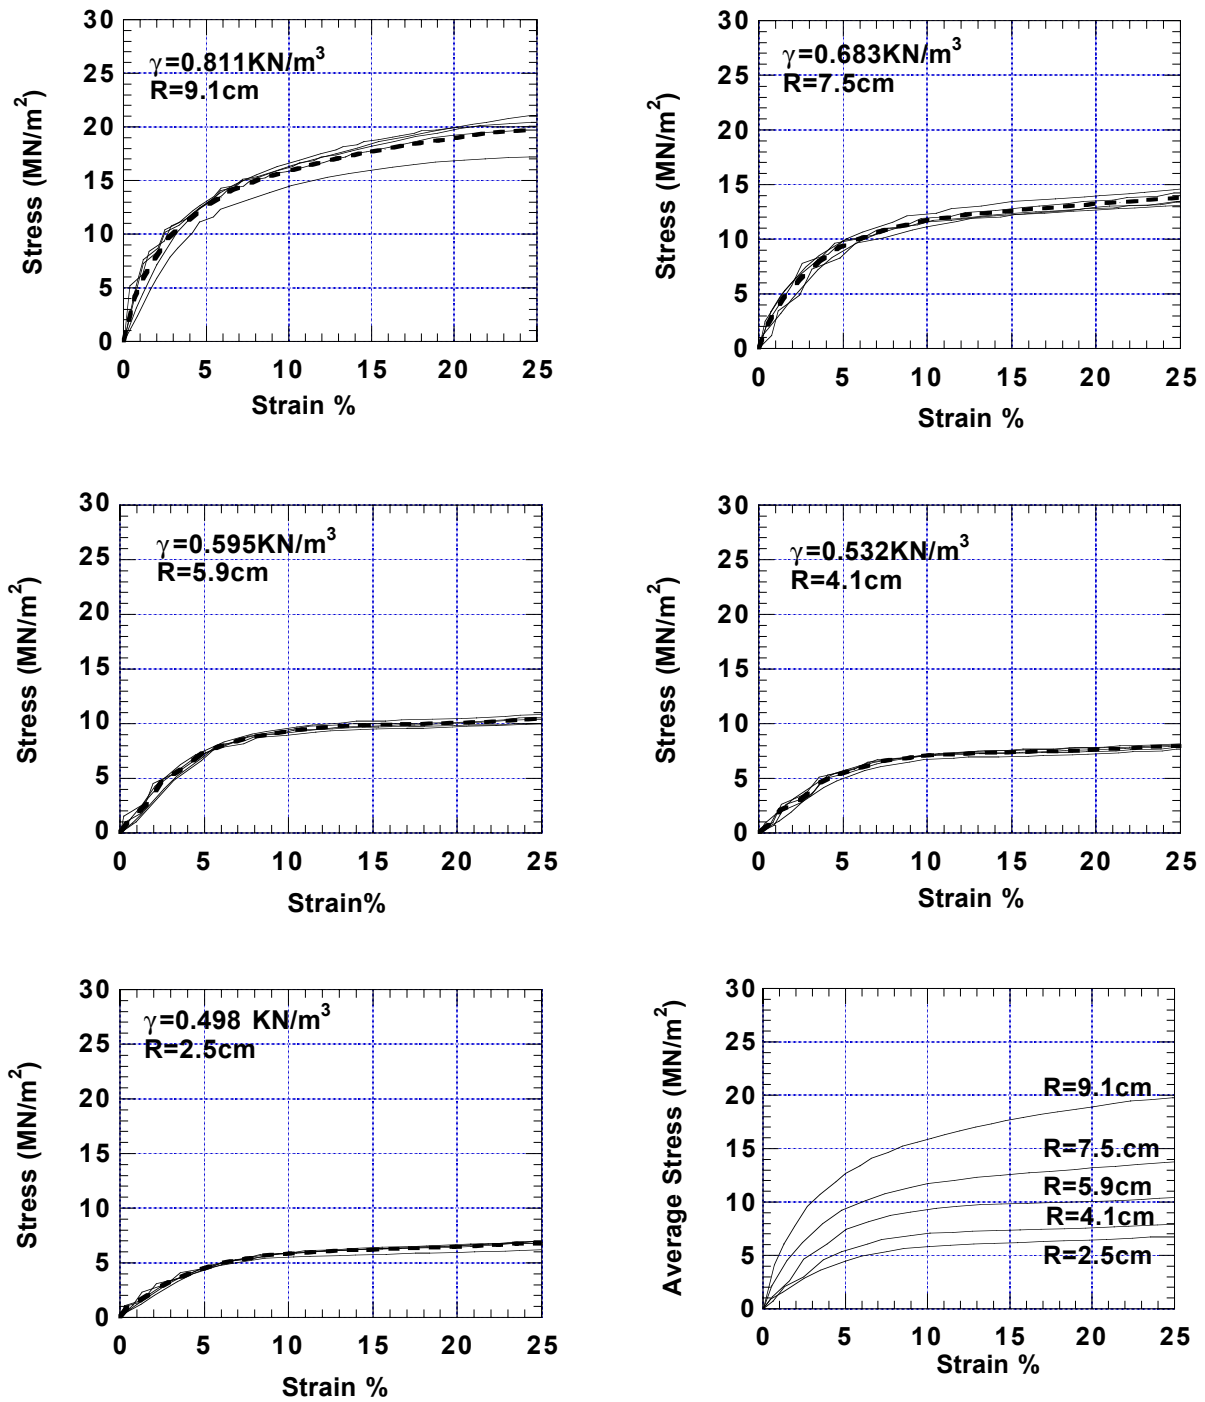 30
25
20
15
10
5
0
Stress (MN/m²)
γ=0.811KN/m³
R=9.1cm
0 5 10 15 20 25
Strain %
30
25
20
15
10
5
0
Stress (MN/m²)
γ=0.683KN/m³
R=7.5cm
0 5 10 15 20 25
Strain %
30
25
20
15
10
5
0
Stress (MN/m²)
γ=0.595KN/m³
R=5.9cm
0 5 10 15 20 25
Strain%
30
25
20
15
10
5
0
Stress (MN/m²)
γ=0.532KN/m³
R=4.1cm
0 5 10 15 20 25
Strain %
30
25
20
15
10
5
0
Stress (MN/m²)
γ=0.498 KN/m³
R=2.5cm
0 5 10 15 20 25
Strain %
30
25
20
15
10
5
0
Average Stress (MN/m²)
R=9.1cm
R=7.5.cm
R=5.9cm
R=4.1cm
R=2.5cm
0 5 10 15 20 25
Strain %